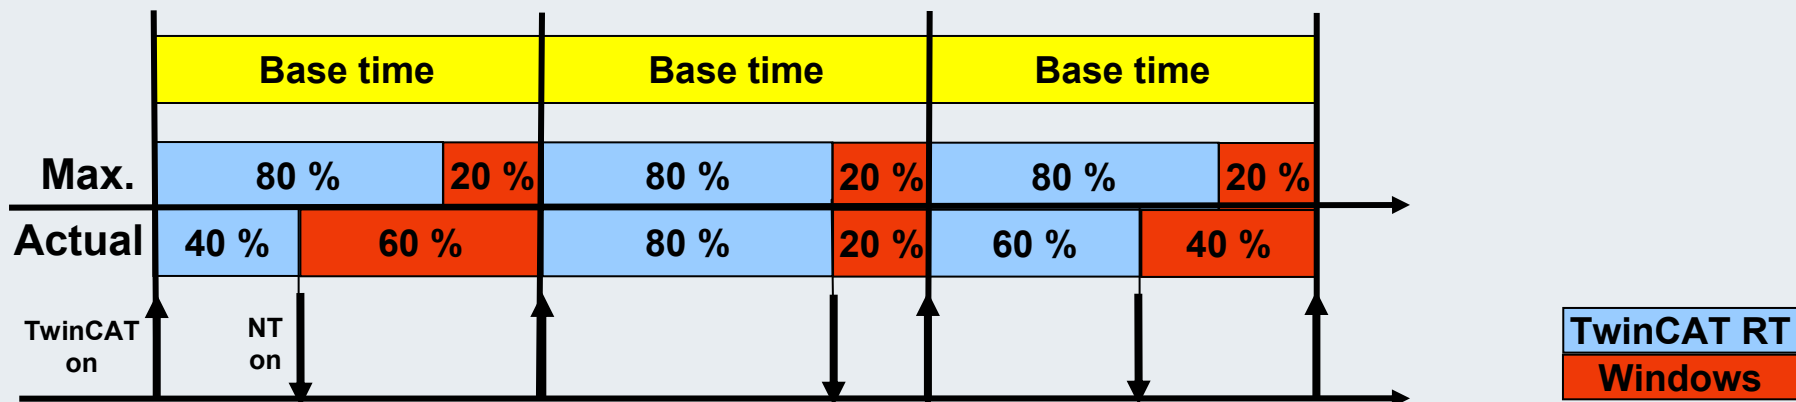 Base time Base time Base time
Max. 80 % 20 % 80 % 20 % 80 % 20 %
Actual 40 % 60 % 80 % 20 % 60 % 40 %
TwinCAT
on
NT
on
TwinCAT RT
Windows